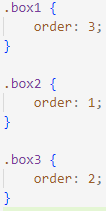 .box1 {
    order: 3;
}

.box2 {
    order: 1;
}

.box3 {
    order: 2;
}